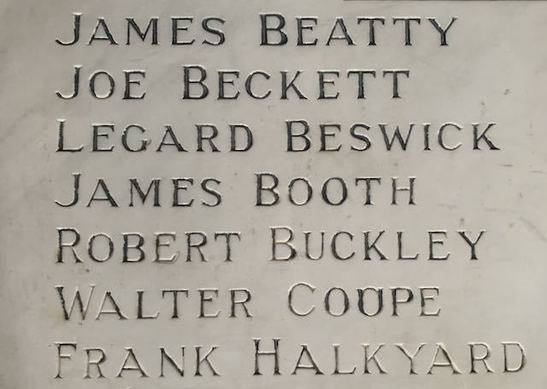 JAMES BEATTY
JOE BECKETT
LEGARD BESWICK
JAMES BOOTH
ROBERT BUCKLEY
WALTER COUPE
FRANK HALKYARD